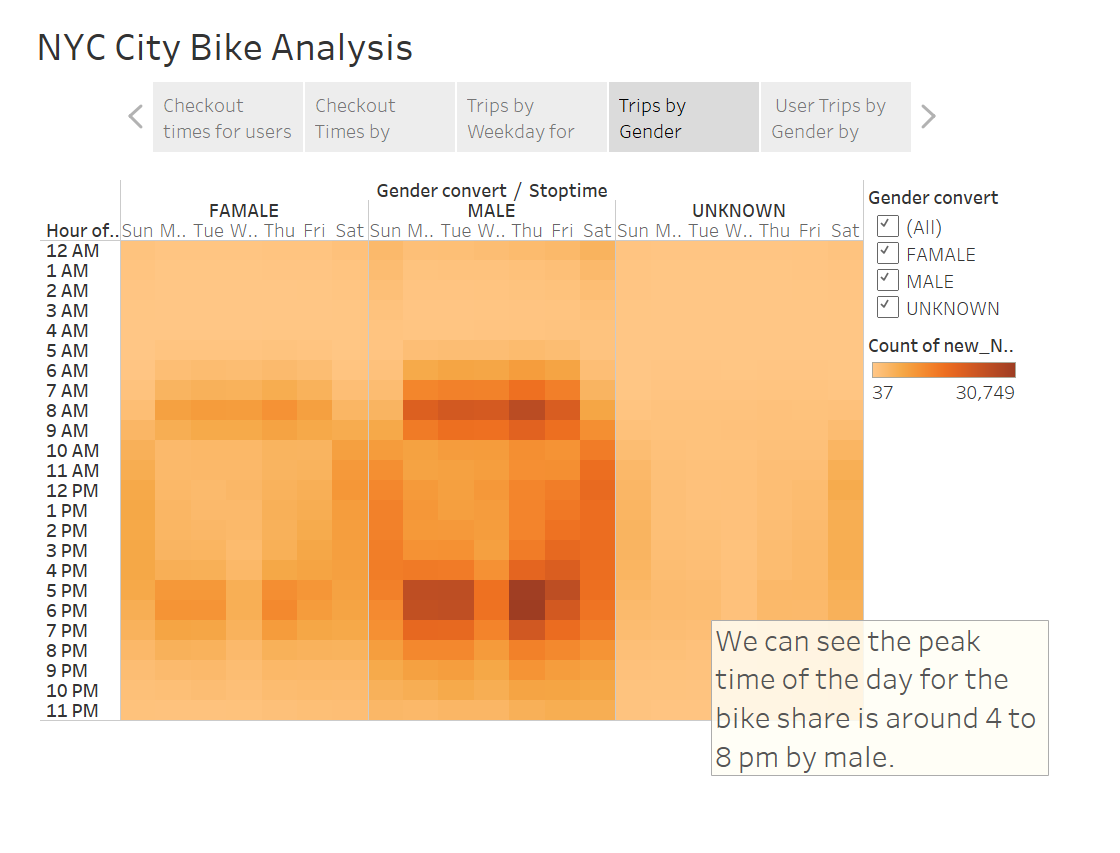 NYC City Bike Analysis
Checkout
times for users
Checkout
Times by
Trips by
Weekday for
Trips by
Gender
User Trips by
Gender by
Gender convert / Stoptime
FAMALE MALE UNKNOWN
Hour of.. Sun M.. Tue W.. Thu Fri Sat Sun M.. Tue W.. Thu Fri Sat Sun M.. Tue W.. Thu Fri Sat
12 AM
1 AM
2 AM
3 AM
4 AM
5 AM
6 AM
7 AM
8 AM
9 AM
10 AM
11 AM
12 PM
1 PM
2 PM
3 PM
4 PM
5 PM
6 PM
7 PM
8 PM
9 PM
10 PM
11 PM
Gender convert
(All)
FAMALE
MALE
UNKNOWN
Count of new_N..
37 30,749
We can see the peak
time of the day for the
bike share is around 4 to
8 pm by male.